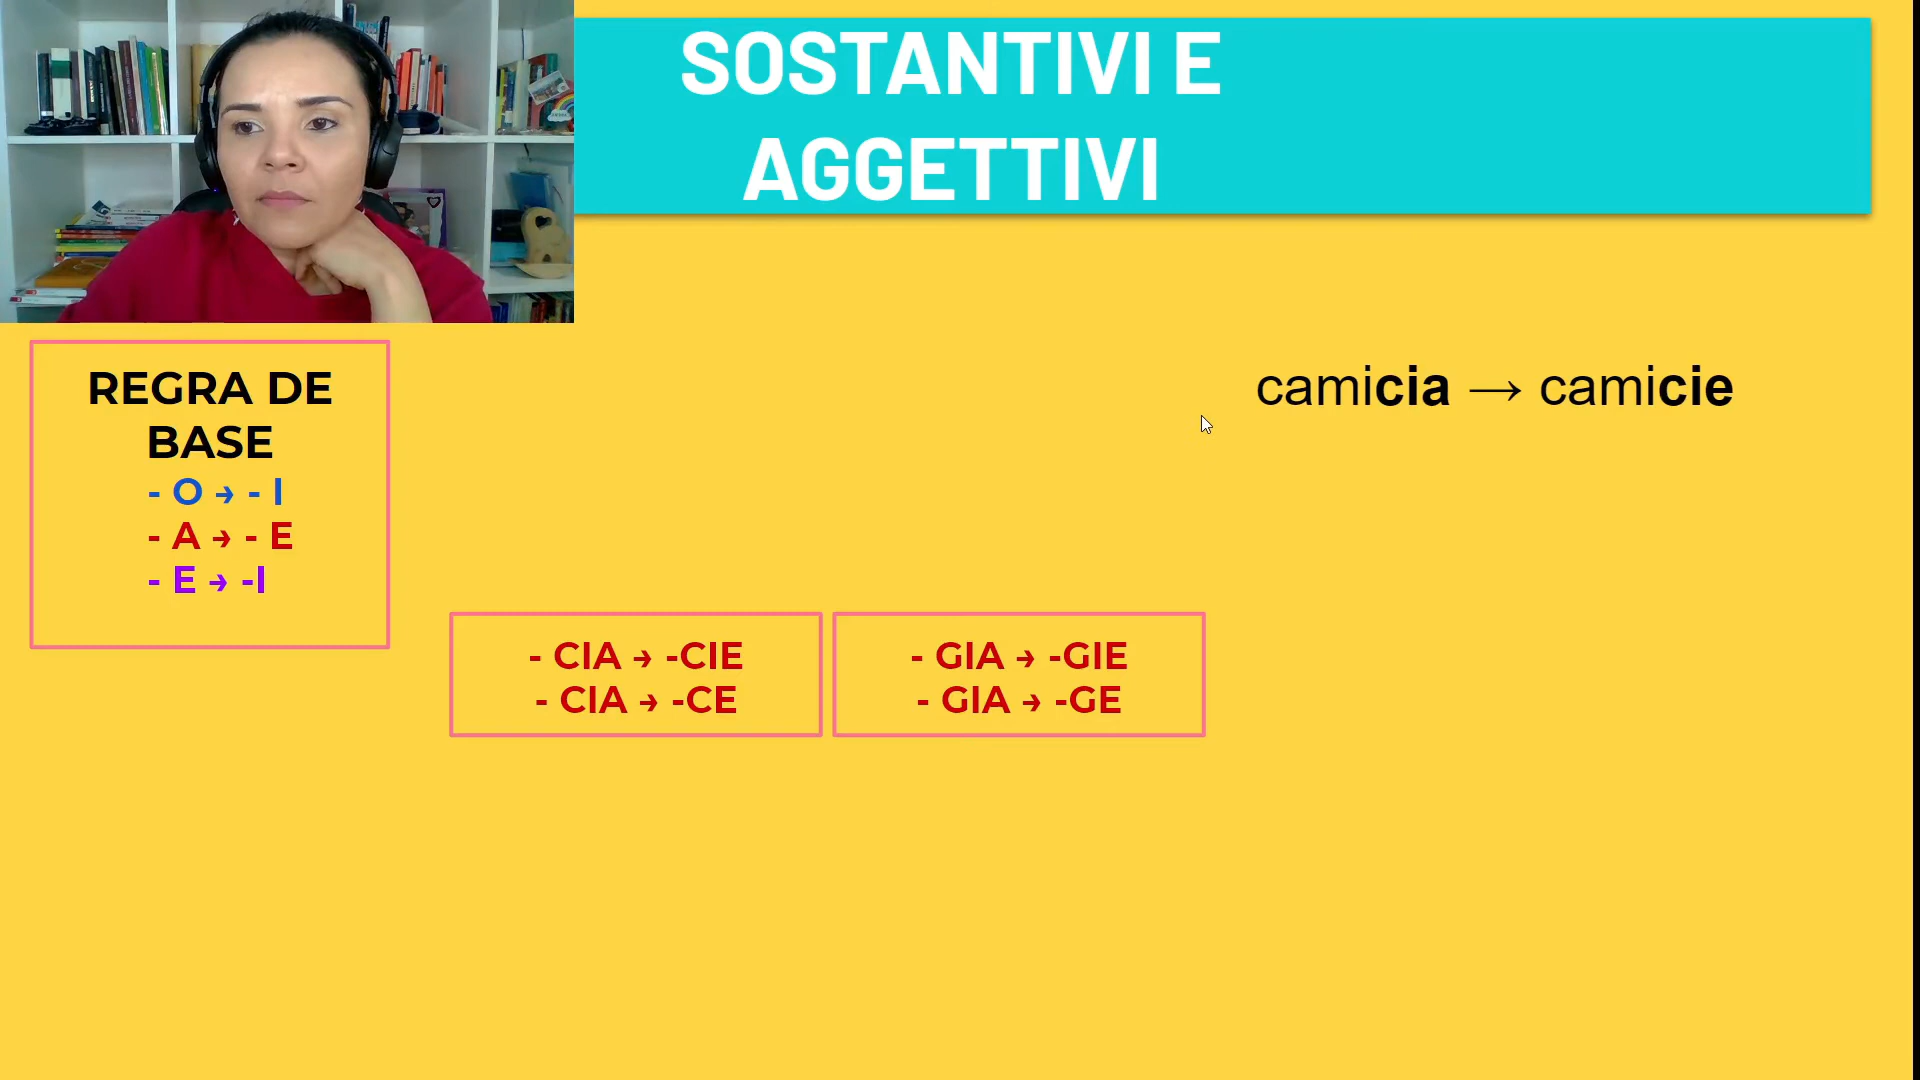 SOSTANTIVI E
AGGETTIVI
REGRA DE
BASE
- O → - I
- A → - E
- E → -I
camicia → camicie
- CIA → -CIE
- CIA → -CE
- GIA → -GIE
- GIA → -GE